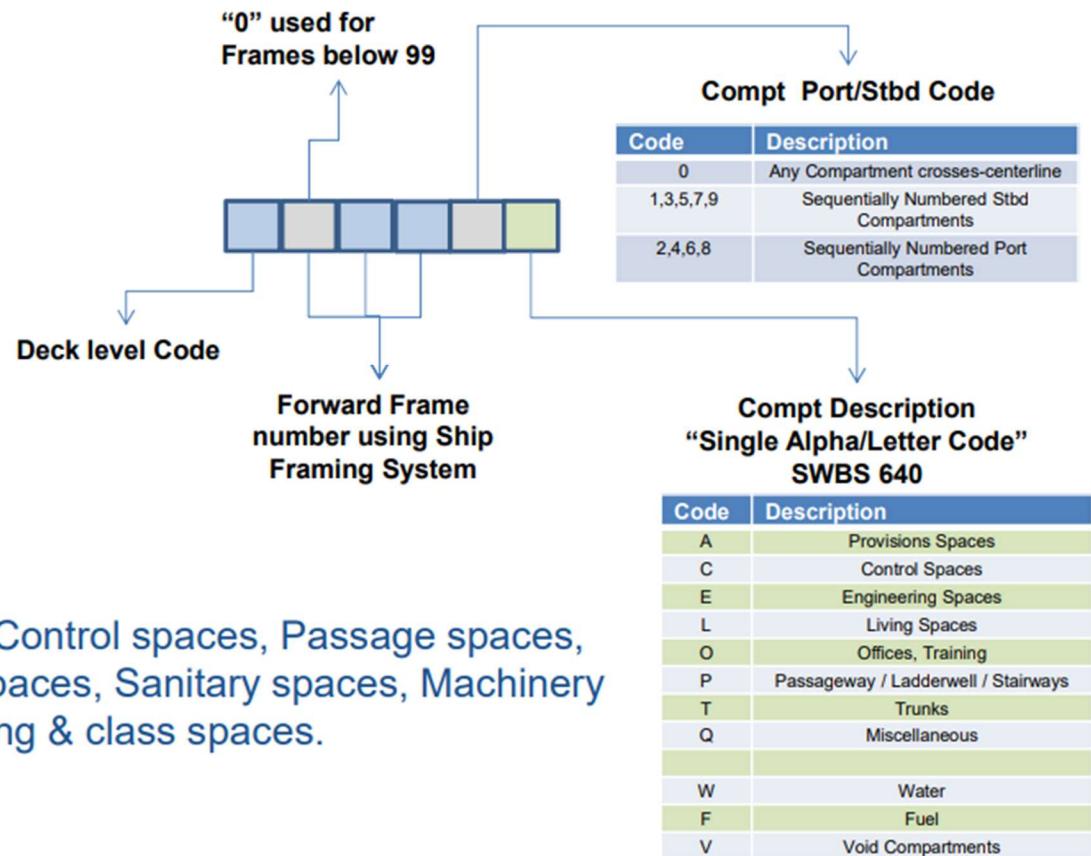 “0” used for
Frames below 99
Compt Port/Stbd Code
Code Description
0 Any Compartment crosses-centerline
1,3,5,7,9 Sequentially Numbered Stbd
Compartments
2,4,6,8 Sequentially Numbered Port
Compartments
Deck level Code
Forward Frame
number using Ship
Framing System
Compt Description
“Single Alpha/Letter Code”
SWBS 640
Code Description
A Provisions Spaces
C Control Spaces
E Engineering Spaces
L Living Spaces
O Offices, Training
P Passageway / Ladderwell / Stairways
T Trunks
Q Miscellaneous
W Water
F Fuel
V Void Compartments
Control spaces, Passage spaces,
paces, Sanitary spaces, Machinery
ng & class spaces.